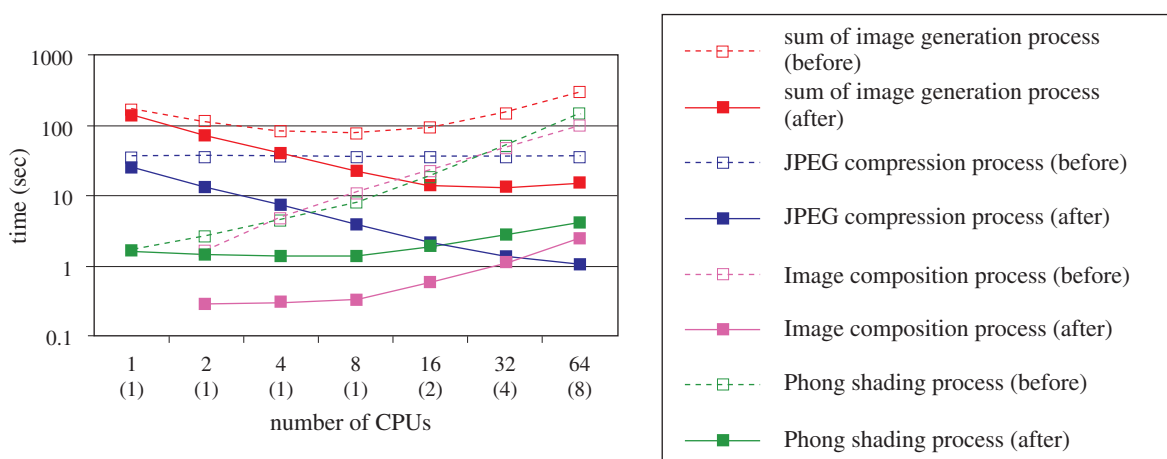 1000
100
10
1
0.1
time (sec)
1 2 4 8 16 32 64
(1) (1) (1) (1) (2) (4) (8)
number of CPUs
sum of image generation process
(before)
sum of image generation process
(after)
JPEG compression process (before)
JPEG compression process (after)
Image composition process (before)
Image composition process (after)
Phong shading process (before)
Phong shading process (after)